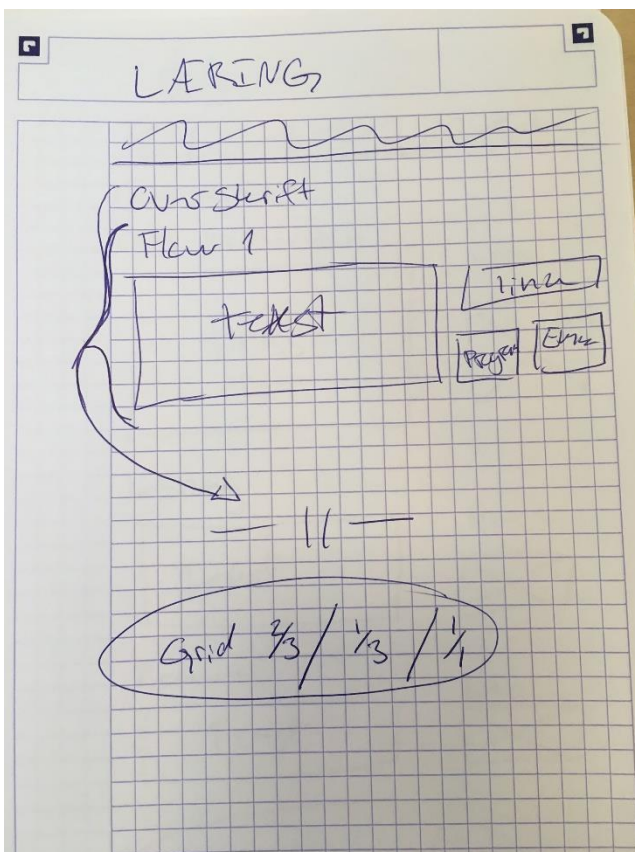 LÆRING
Overskrift
Flow 1
tekst
— || —
Grid 2/3 / 1/3 / 1/1